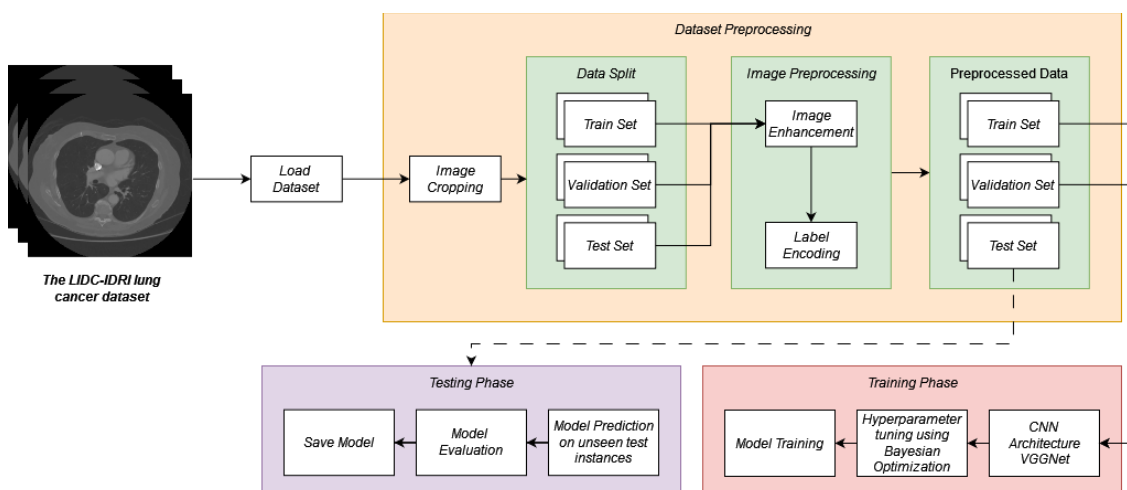 Dataset Preprocessing
Data Split
Image Preprocessing
Preprocessed Data
Train Set
Image
Enhancement
Train Set
Load
Dataset
Image
Cropping
Validation Set
Validation Set
Test Set
Label
Encoding
Test Set
The LIDC-IDRI lung
cancer dataset
Testing Phase
Save Model
Model
Evaluation
Model Prediction
on unseen test
instances
Training Phase
Model Training
Hyperparameter
tuning using
Bayesian
Optimization
CNN
Architecture
VGGNet